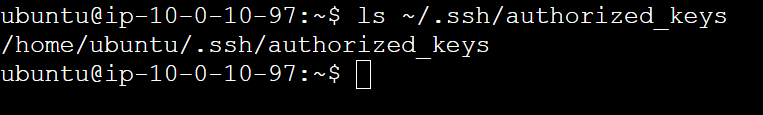 ubuntu@ip-10-0-10-97:~$ ls ~/.ssh/authorized_keys
/home/ubuntu/.ssh/authorized_keys
ubuntu@ip-10-0-10-97:~$